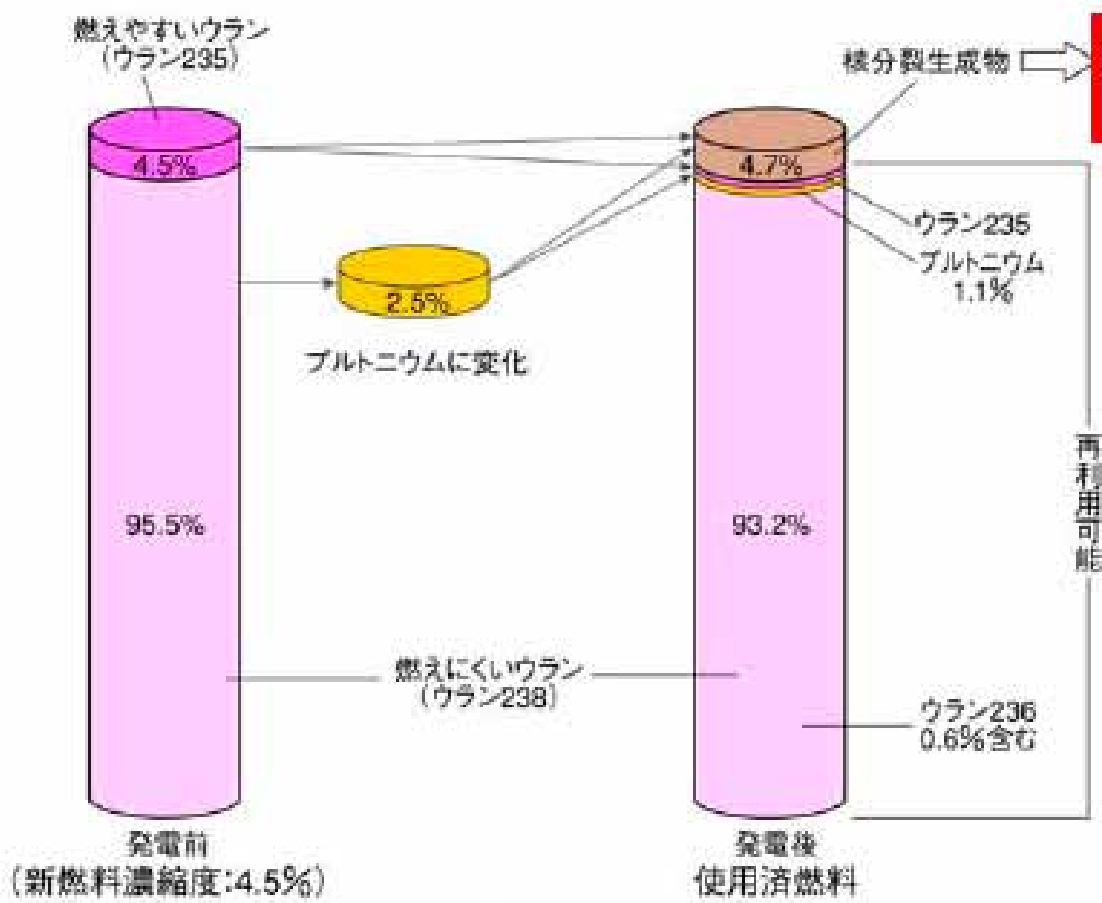 燃えやすいウラン
(ウラン235)
核分裂生成物
4.5%
4.7%
ウラン235
プルトニウム
1.1%
2.5%
プルトニウムに変化
再利用可能
95.5%
93.2%
燃えにくいウラン
(ウラン238)
ウラン236
0.6%含む
発電前
(新燃料濃縮度:4.5%)
発電後
使用済燃料